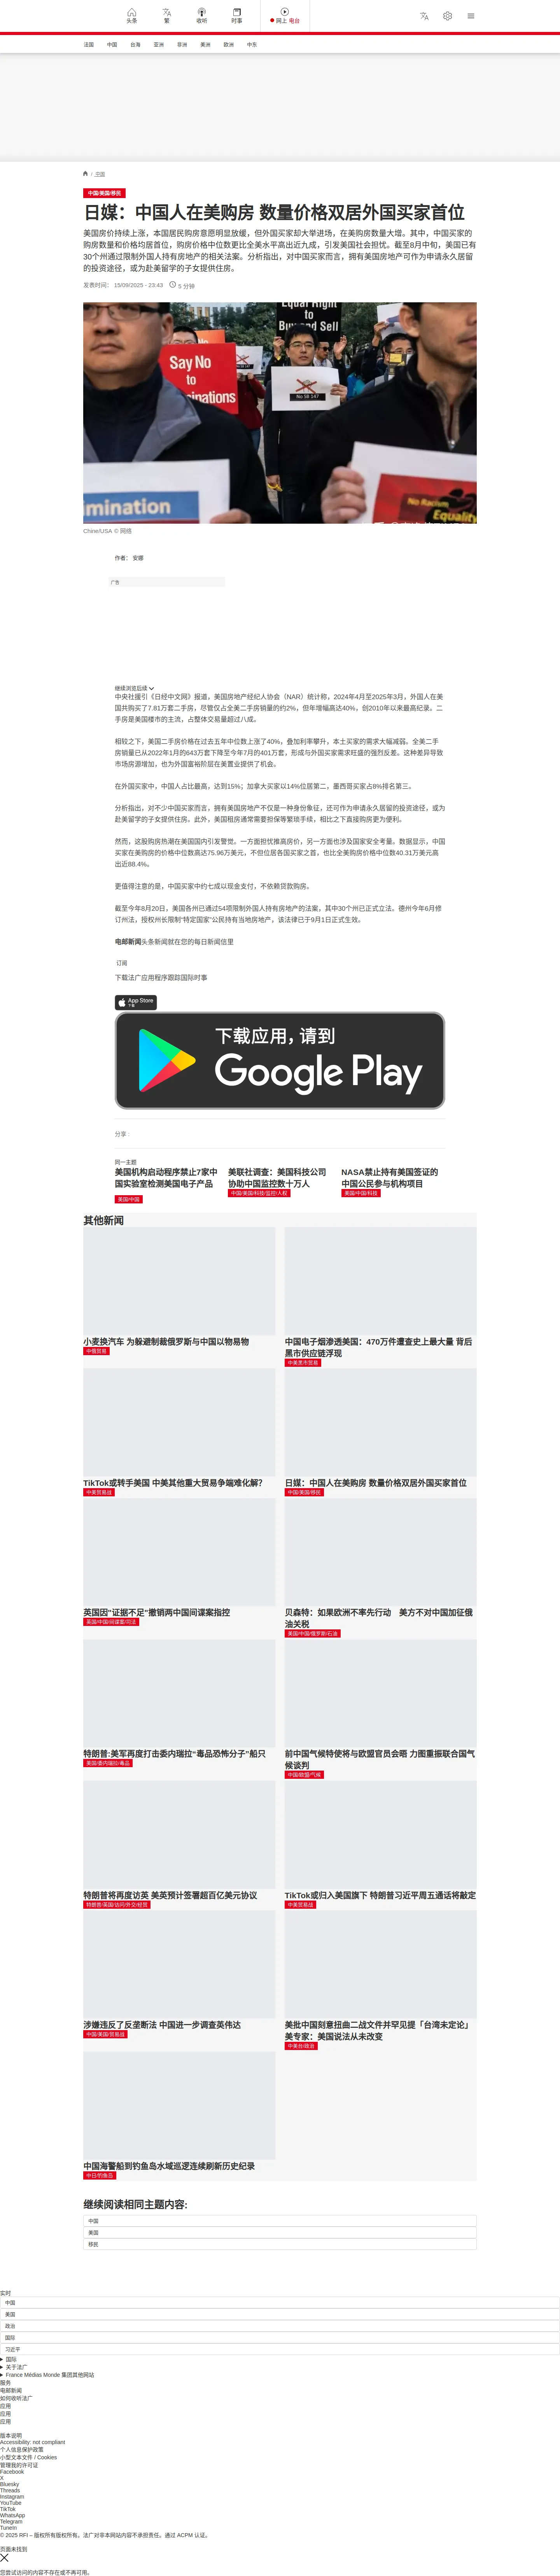 头条
繁
收听
时事
网上 电台
法国
中国
台海
亚洲
非洲
美洲
欧洲
中东
/ 中国
中国/美国/移民
日媒：中国人在美购房 数量价格双居外国买家首位
美国房价持续上涨，本国居民购房意愿明显放缓，但外国买家却大举进场，在美购房数量大增。其中，中国买家的
购房数量和价格均居首位，购房价格中位数更比全美水平高出近九成，引发美国社会担忧。截至8月中旬，美国已有
30个州通过限制外国人持有房地产的相关法案。分析指出，对中国买家而言，拥有美国房地产可作为申请永久居留
的投资途径，或为赴美留学的子女提供住房。
发表时间： 15/09/2025 - 23:43
5 分钟
Equal Right
to Buy and
Sell
Say No
to
No SB 147
No Racism
Equality
Chine/USA © 网络
作者： 安娜
广告
继续浏览后续
中央社援引《日经中文网》报道，美国房地产经纪人协会（NAR）统计称，2024年4月至2025年3月，外国人在美
国共购买了7.81万套二手房，尽管仅占全美二手房销量的约2%，但年增幅高达40%，创2010年以来最高纪录。二
手房是美国楼市的主流，占整体交易量超过八成。
相较之下，美国二手房价格在过去五年中位数上涨了40%，叠加利率攀升，本土买家的需求大幅减弱。全美二手
房销量已从2022年1月的643万套下降至今年7月的401万套，形成与外国买家需求旺盛的强烈反差。这种差异导致
市场房源增加，也为外国富裕阶层在美置业提供了机会。
在外国买家中，中国人占比最高，达到15%；加拿大买家以14%位居第二，墨西哥买家占8%排名第三。
分析指出，对不少中国买家而言，拥有美国房地产不仅是一种身份象征，还可作为申请永久居留的投资途径，或为
赴美留学的子女提供住房。此外，美国租房通常需要担保等繁琐手续，相比之下直接购房更为便利。
然而，这股购房热潮在美国国内引发警觉。一方面担忧推高房价，另一方面也涉及国家安全考量。数据显示，中国
买家在美购房的价格中位数高达75.96万美元，不但位居各国买家之首，也比全美购房价格中位数40.31万美元高
出近88.4%。
更值得注意的是，中国买家中约七成以现金支付，不依赖贷款购房。
截至今年8月20日，美国各州已通过54项限制外国人持有房地产的法案，其中30个州已正式立法。德州今年6月修
订州法，授权州长限制“特定国家”公民持有当地房地产，该法律已于9月1日正式生效。
电邮新闻头条新闻就在您的每日新闻信里
订阅
下载法广应用程序跟踪国际时事
App Store
下载
下载应用，请到
Google Play
分享 :
同一主题
美国机构启动程序禁止7家中
国实验室检测美国电子产品
美国/中国
美联社调查：美国科技公司
协助中国监控数十万人
中国/美国/科技/监控/人权
NASA禁止持有美国签证的
中国公民参与机构项目
美国/中国/科技
其他新闻
小麦换汽车 为躲避制裁俄罗斯与中国以物易物
中俄贸易
中国电子烟渗透美国：470万件遭查史上最大量 背后
黑市供应链浮现
中美黑市贸易
TikTok或转手美国 中美其他重大贸易争端难化解？
中美贸易战
日媒：中国人在美购房 数量价格双居外国买家首位
中国/美国/移民
英国因“证据不足”撤销两中国间谍案指控
英国/中国/间谍案/司法
贝森特：如果欧洲不率先行动　美方不对中国加征俄
油关税
美国/中国/俄罗斯/石油
特朗普:美军再度打击委内瑞拉“毒品恐怖分子”船只
美国/委内瑞拉/毒品
前中国气候特使将与欧盟官员会晤 力图重振联合国气
候谈判
中国/欧盟/气候
特朗普将再度访英 美英预计签署超百亿美元协议
特朗普/英国/访问/外交/经贸
TikTok或归入美国旗下 特朗普习近平周五通话将敲定
中美贸易战
涉嫌违反了反垄断法 中国进一步调查英伟达
中国/美国/贸易战
美批中国刻意扭曲二战文件并罕见提「台湾未定论」
美专家：美国说法从未改变
中美台/政治
中国海警船到钓鱼岛水域巡逻连续刷新历史纪录
中日/钓鱼岛
继续阅读相同主题内容:
中国
美国
移民
实时
中国
美国
政治
国际
习近平
国际
关于法广
France Médias Monde 集团其他网站
服务
电邮新闻
如何收听法广
应用
应用
应用
版本说明
Accessibility: not compliant
个人信息保护政策
小型文本文件 / Cookies
管理我的许可证
Facebook
X
Bluesky
Threads
Instagram
YouTube
TikTok
WhatsApp
Telegram
TuneIn
© 2025 RFI – 版权所有版权所有。法广对非本网站内容不承担责任。通过 ACPM 认证。
页面未找到
您尝试访问的内容不存在或不再可用。